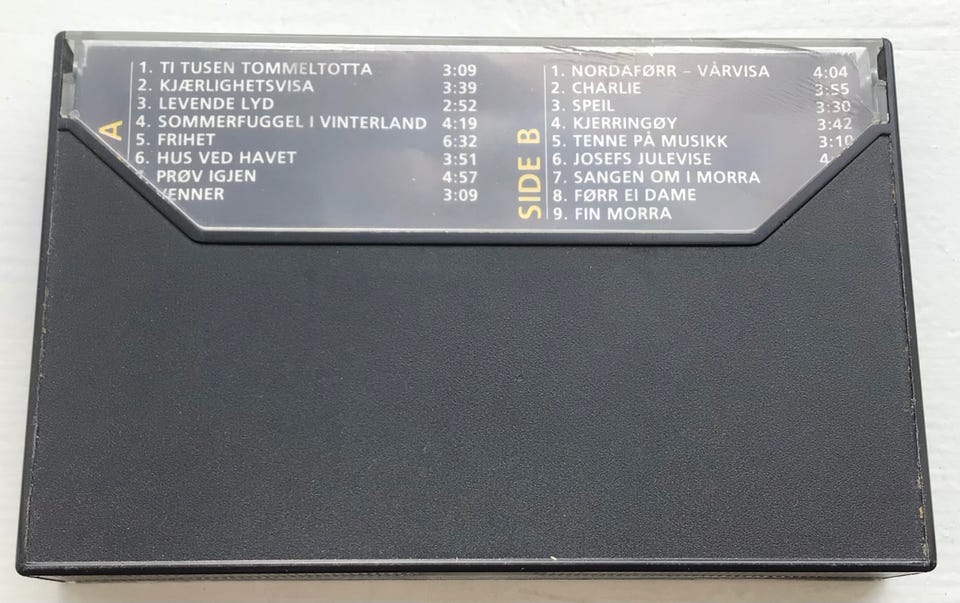 A
1. TI TUSEN TOMMELTOTTA 3:09
2. KJÆRLIGHETSVISA 3:39
3. LEVENDE LYD 2:52
4. SOMMERFUGGEL I VINTERLAND 4:19
5. FRIHET 6:32
6. HUS VED HAVET 3:51
PRØV IGJEN 4:57
VENNER 3:09
SIDE B
1. NORDAFØRR – VÅRVISA 4:04
2. CHARLIE 3:55
3. SPEIL 3:30
4. KJERRINGØY 3:42
5. TENNE PÅ MUSIKK 3:10
6. JOSEFS JULEVISE
7. SANGEN OM I MORRA
8. FØRR EI DAME
9. FIN MORRA